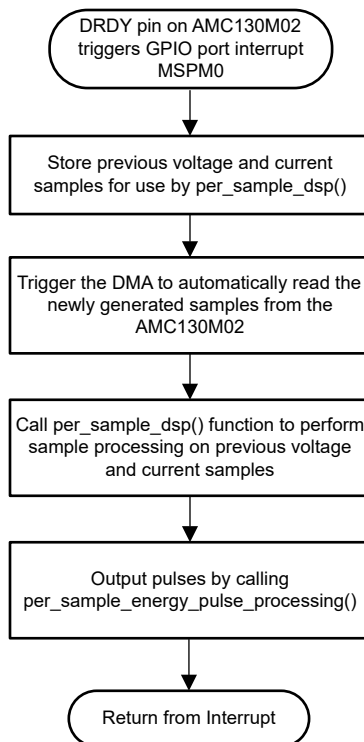 DRDY pin on AMC130M02
triggers GPIO port interrupt
MSPM0
Store previous voltage and current
samples for use by per_sample_dsp()
Trigger the DMA to automatically read the
newly generated samples from the
AMC130M02
Call per_sample_dsp() function to perform
sample processing on previous voltage
and current samples
Output pulses by calling
per_sample_energy_pulse_processing()
Return from Interrupt